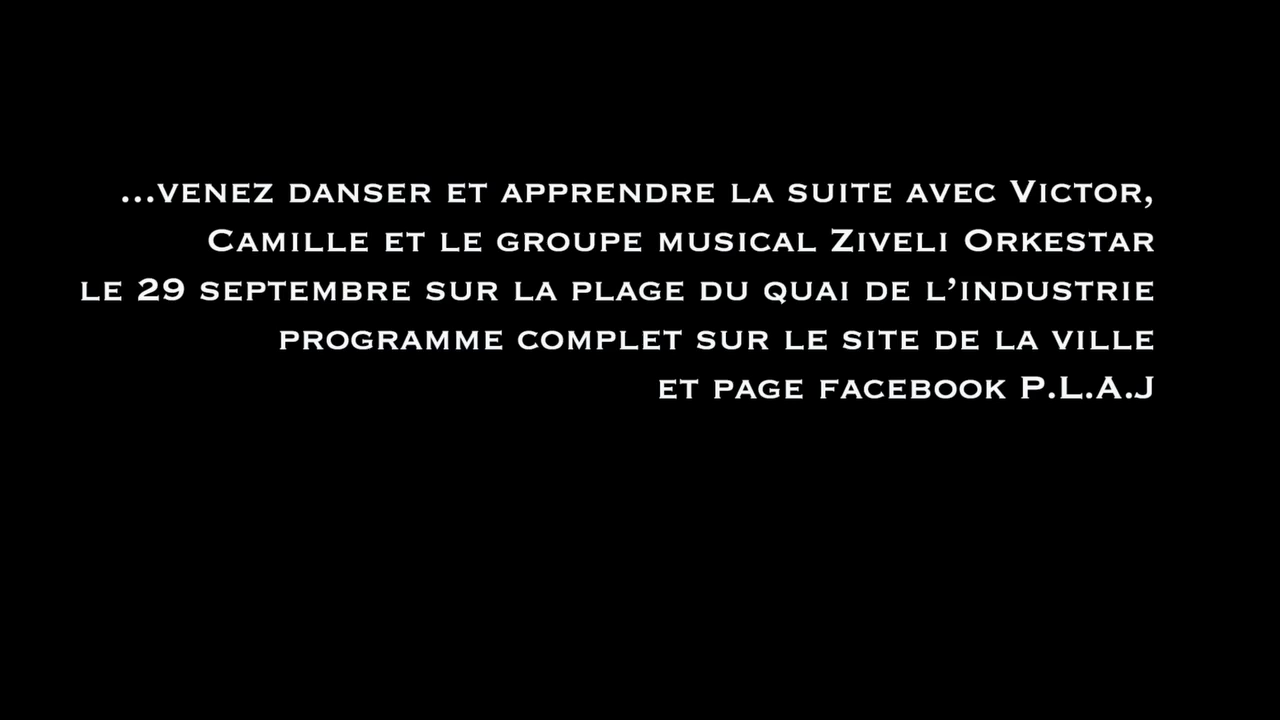 ...venez danser et apprendre la suite avec Victor,
Camille et le groupe musical Ziveli Orkestar
le 29 septembre sur la plage du quai de l’industrie
programme complet sur le site de la ville
et page facebook P.L.A.J